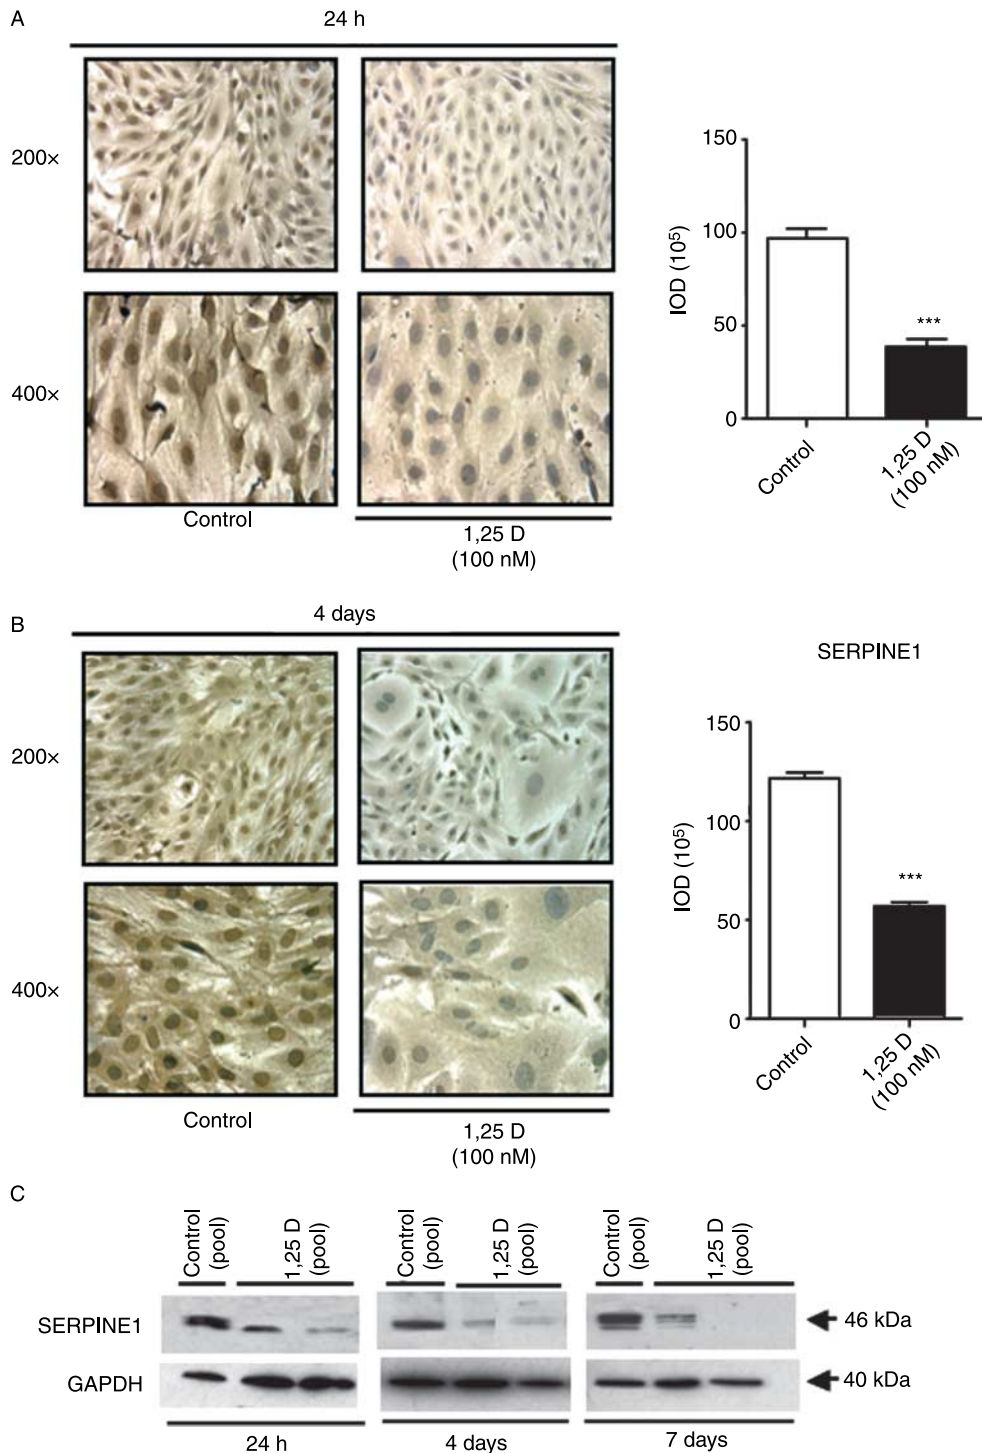 A
24 h
200×
400×
Control
1,25 D
(100 nM)
150
100
50
0
IOD (10⁵)
***
Control
1,25 D
(100 nM)
B
4 days
200×
400×
Control
1,25 D
(100 nM)
SERPINE1
150
100
50
0
IOD (10⁵)
***
Control
1,25 D
(100 nM)
C
Control
(pool)
1,25 D
(pool)
Control
(pool)
1,25 D
(pool)
Control
(pool)
1,25 D
(pool)
SERPINE1
46 kDa
GAPDH
40 kDa
24 h
4 days
7 days